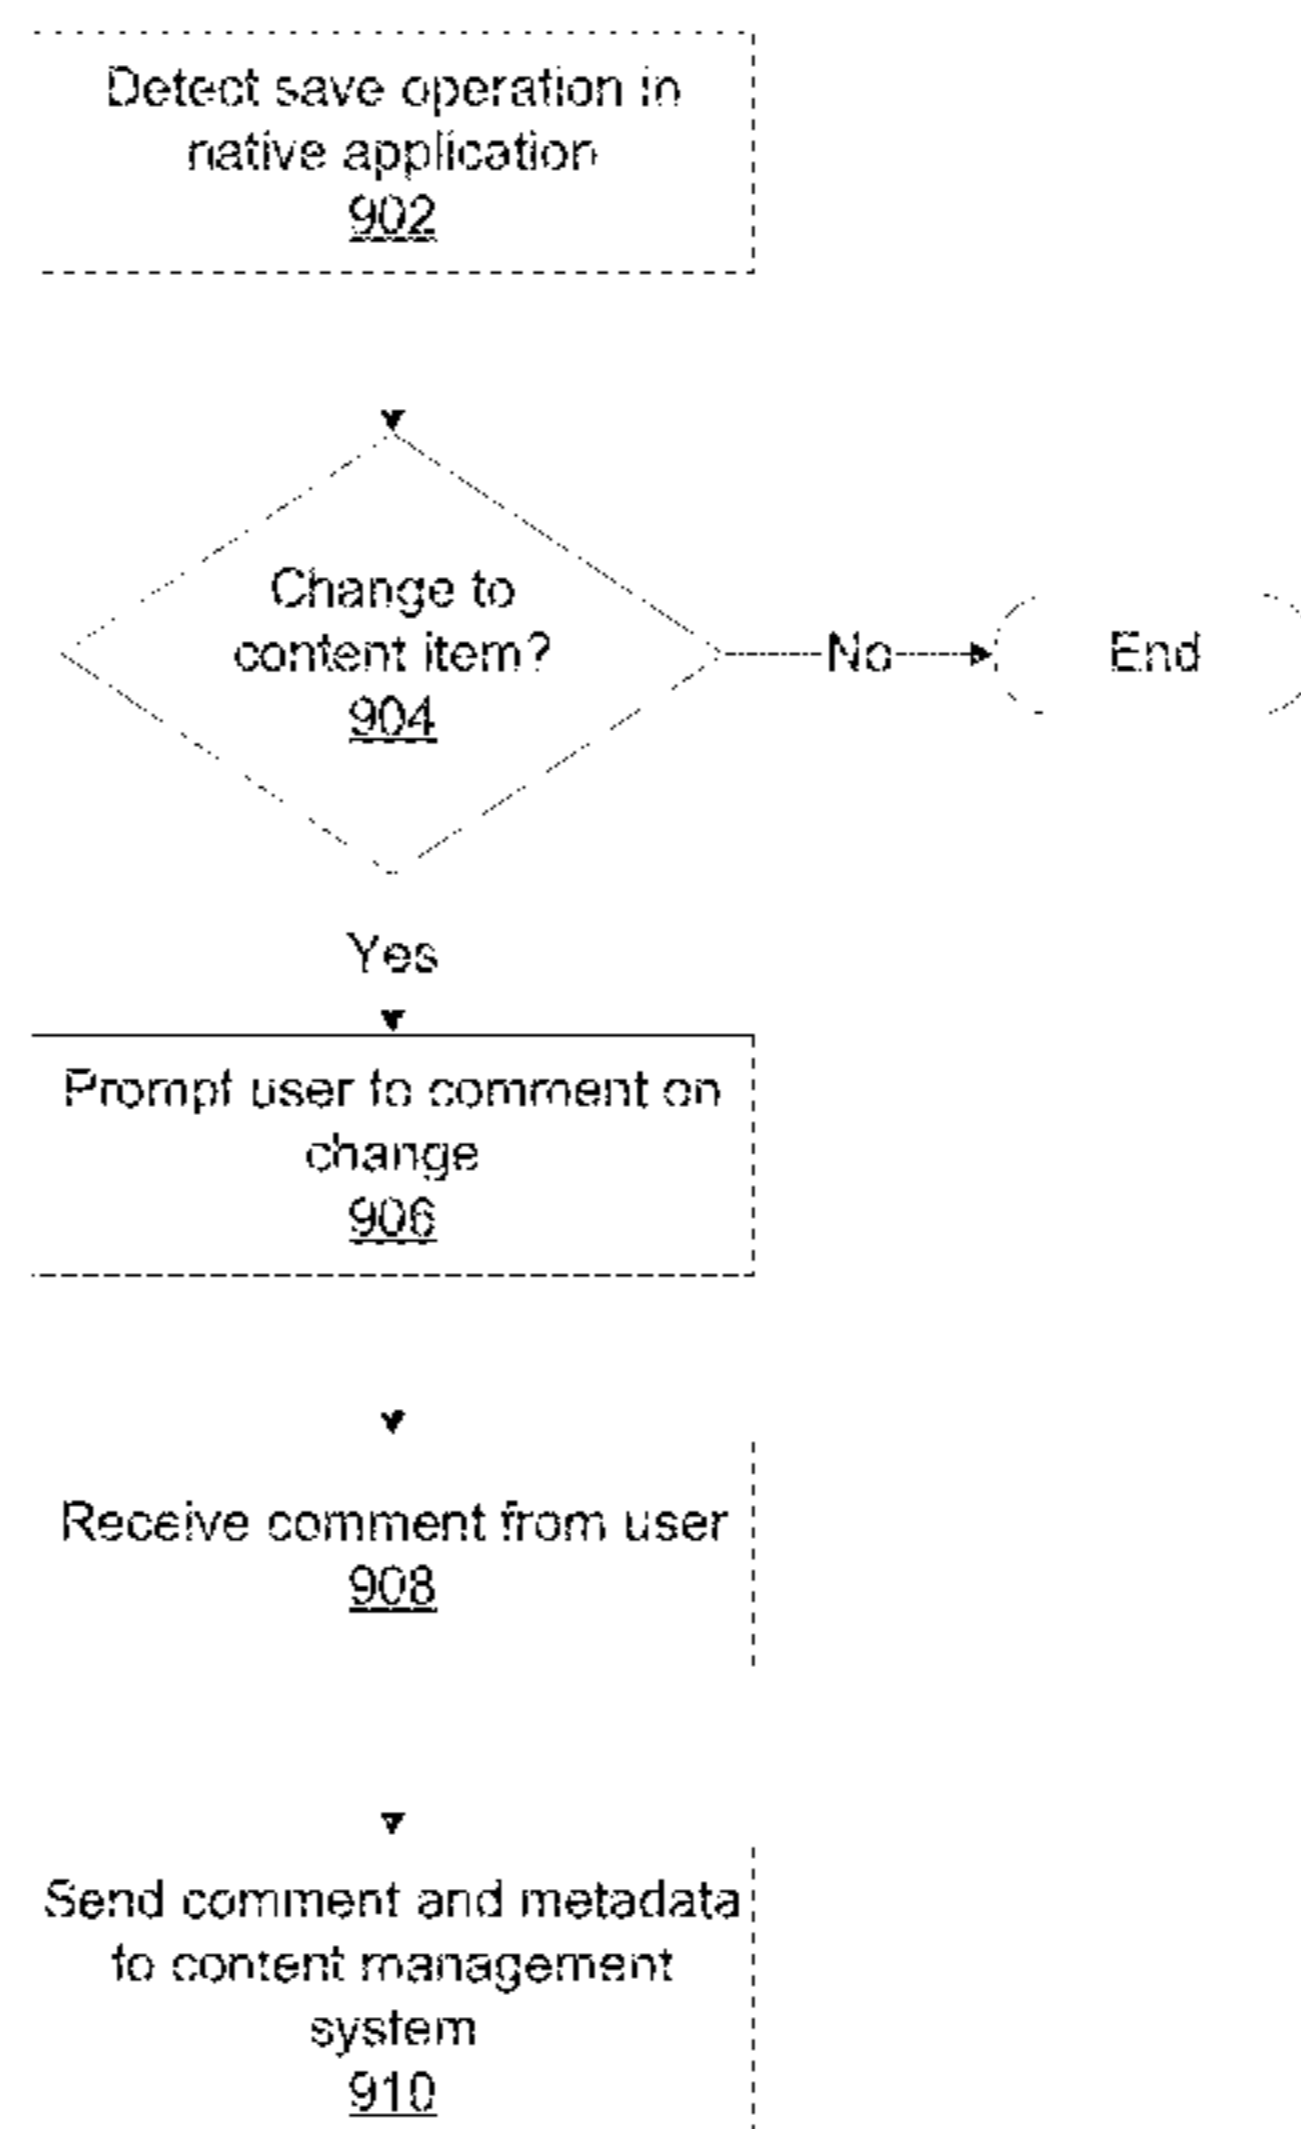 Detect save operation in
native application
902
Change to
content item?
904
No
End
Yes
Prompt user to comment on
change
906
Receive comment from user
908
Send comment and metadata
to content management
system
910